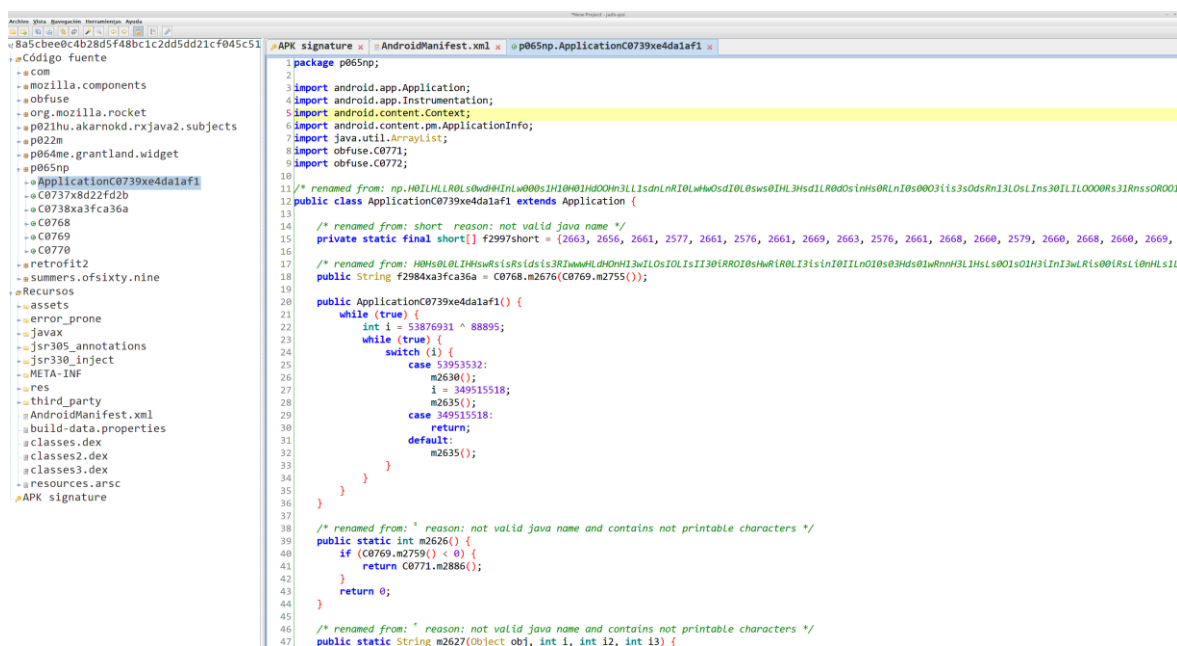 *New Project - jadx-gui
Archivo Vista Navegación Herramientas Ayuda
8a5cbee0c4b28d5f48bc1c2dd5dd21cf045c51
Código fuente
com
mozilla.components
obfuse
org.mozilla.rocket
p021hu.akarnokd.rxjava2.subjects
p022m
p064me.grantland.widget
p065np
ApplicationC0739xe4da1af1
C0737x8d22fd2b
C0738xa3fca36a
C0768
C0769
C0770
retrofit2
summers.ofsixty.nine
Recursos
assets
error_prone
javax
jsr305_annotations
jsr330_inject
META-INF
res
third_party
AndroidManifest.xml
build-data.properties
classes.dex
classes2.dex
classes3.dex
resources.arsc
APK signature
APK signature x AndroidManifest.xml x p065np.ApplicationC0739xe4da1af1 x
1 package p065np;
2
3 import android.app.Application;
4 import android.app.Instrumentation;
5 import android.content.Context;
6 import android.content.pm.ApplicationInfo;
7 import java.util.ArrayList;
8 import obfuse.C0771;
9 import obfuse.C0772;
10
11 /* renamed from:
12 public class ApplicationC0739xe4da1af1 extends Application {
13
14 /* renamed from: short reason: not valid java name */
15 private static final short[] f2997short = {2663, 2656, 2661, 2577, 2661, 2576, 2661, 2669, 2663, 2576, 2661, 2668, 2660, 2579, 2660, 2668, 2660, 2669,
16
17 /* renamed from:
18 public String f2984xa3fca36a = C0768.m2676(C0769.m2755());
19
20 public ApplicationC0739xe4da1af1() {
21 while (true) {
22 int i = 53876931 ^ 88895;
23 while (true) {
24 switch (i) {
25 case 53953532:
26 m2630();
27 i = 349515518;
28 m2635();
29 case 349515518:
30 return;
31 default:
32 m2635();
33 }
34 }
35 }
36 }
37
38 /* renamed from: reason: not valid java name and contains not printable characters */
39 public static int m2626() {
40 if (C0769.m2759() < 0) {
41 return C0771.m2886();
42 }
43 return 0;
44 }
45
46 /* renamed from: reason: not valid java name and contains not printable characters */
47 public static String m2627(Object obj, int i, int i2, int i3) {